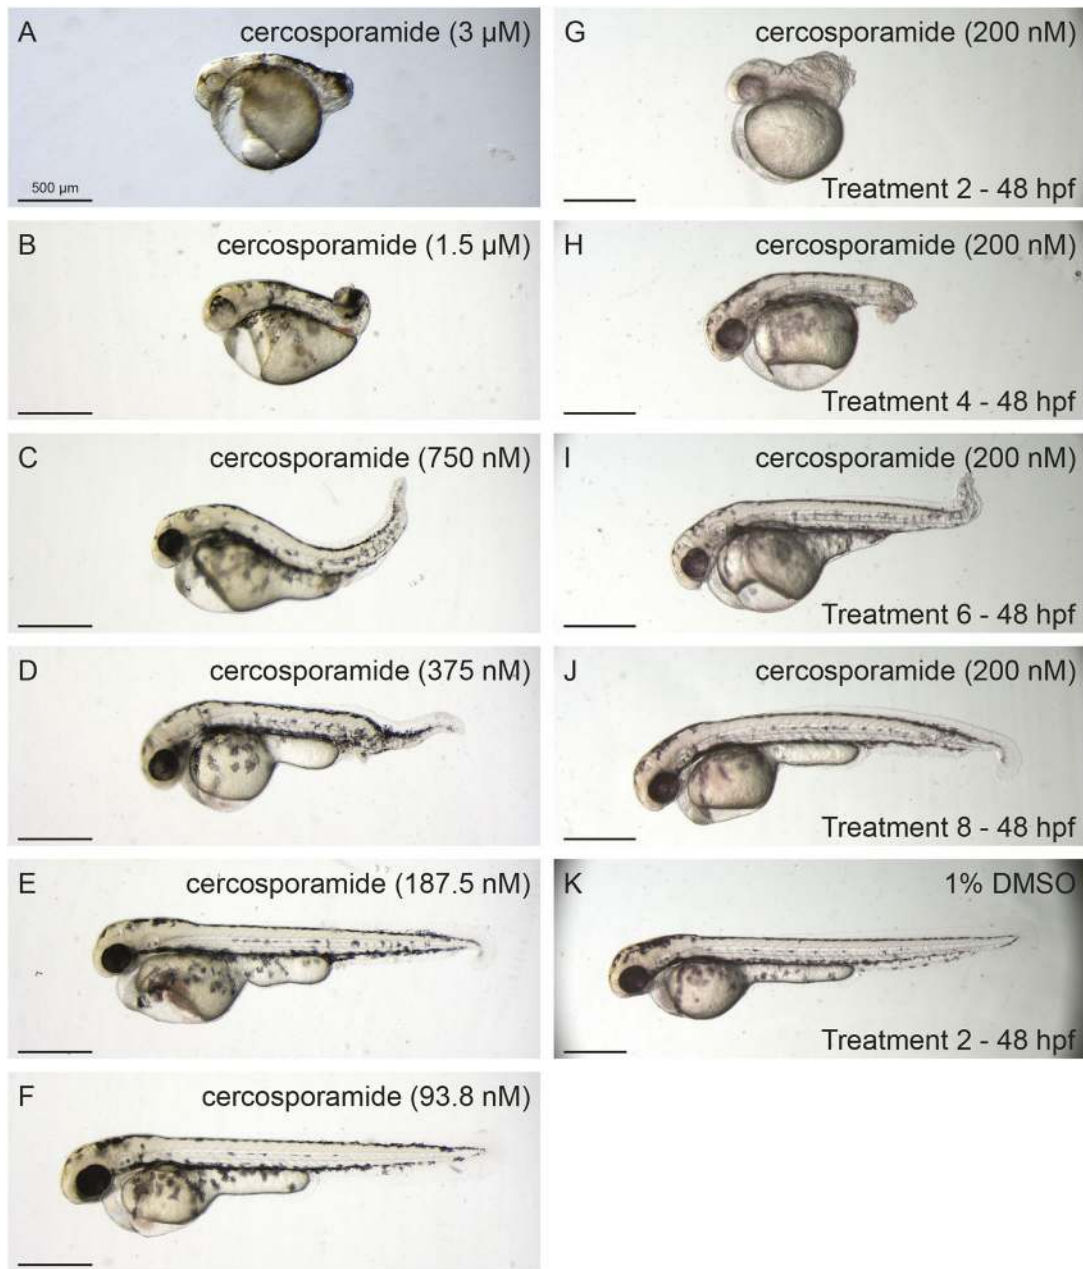 A cercosporamide (3 µM)
500 µm
B cercosporamide (1.5 µM)
C cercosporamide (750 nM)
D cercosporamide (375 nM)
E cercosporamide (187.5 nM)
F cercosporamide (93.8 nM)
G cercosporamide (200 nM)
Treatment 2 - 48 hpf
H cercosporamide (200 nM)
Treatment 4 - 48 hpf
I cercosporamide (200 nM)
Treatment 6 - 48 hpf
J cercosporamide (200 nM)
Treatment 8 - 48 hpf
K 1% DMSO
Treatment 2 - 48 hpf